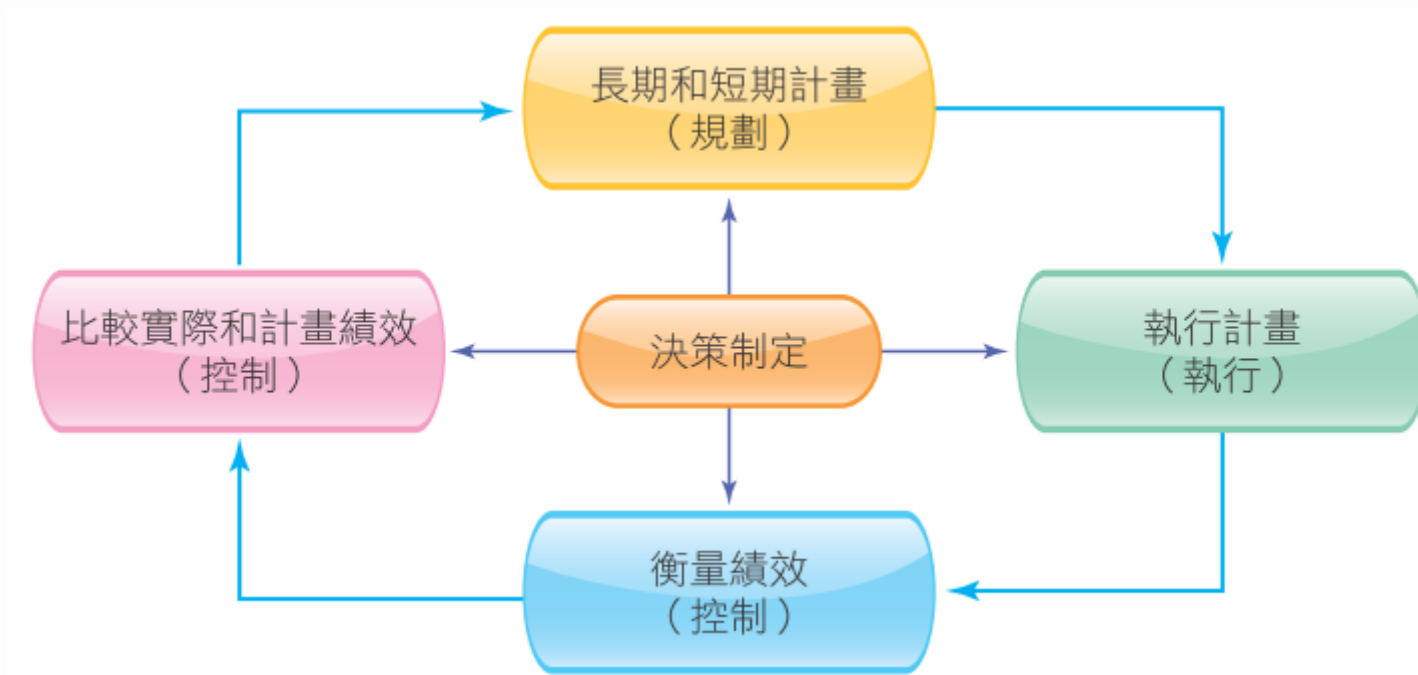 長期和短期計畫
（規劃）
比較實際和計畫績效
（控制）
決策制定
執行計畫
（執行）
衡量績效
（控制）